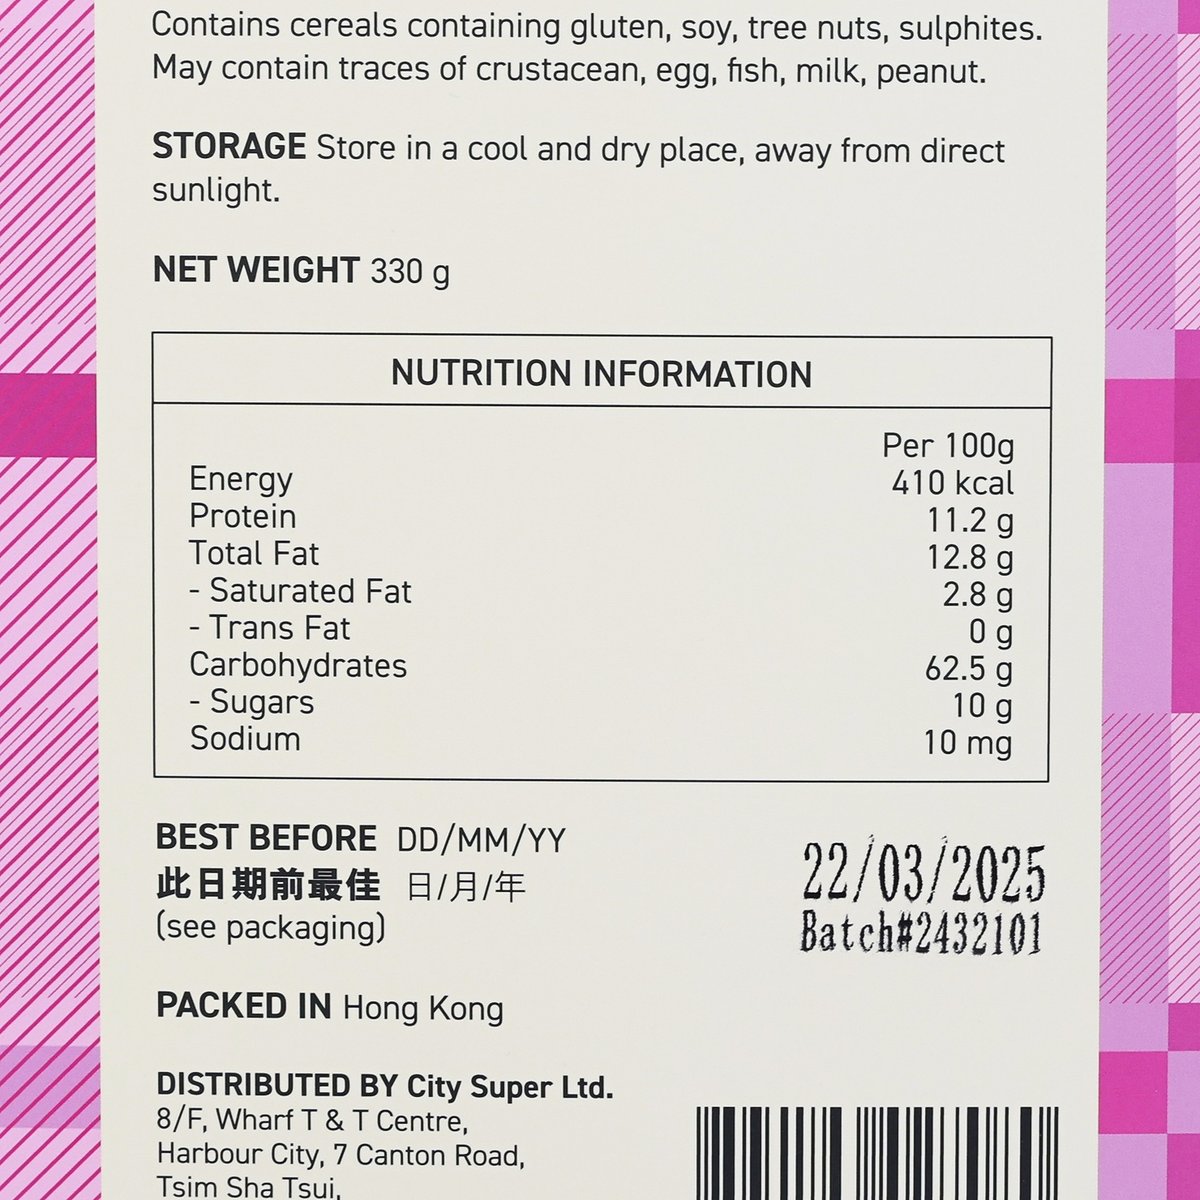 Contains cereals containing gluten, soy, tree nuts, sulphites.
May contain traces of crustacean, egg, fish, milk, peanut.
STORAGE Store in a cool and dry place, away from direct
sunlight.
NET WEIGHT 330 g
NUTRITION INFORMATION
Per 100g
Energy 410 kcal
Protein 11.2 g
Total Fat 12.8 g
- Saturated Fat 2.8 g
- Trans Fat 0 g
Carbohydrates 62.5 g
- Sugars 10 g
Sodium 10 mg
BEST BEFORE DD/MM/YY
此日期前最佳 日/月/年
(see packaging)
22/03/2025
Batch#2432101
PACKED IN Hong Kong
DISTRIBUTED BY City Super Ltd.
8/F, Wharf T & T Centre,
Harbour City, 7 Canton Road,
Tsim Sha Tsui,